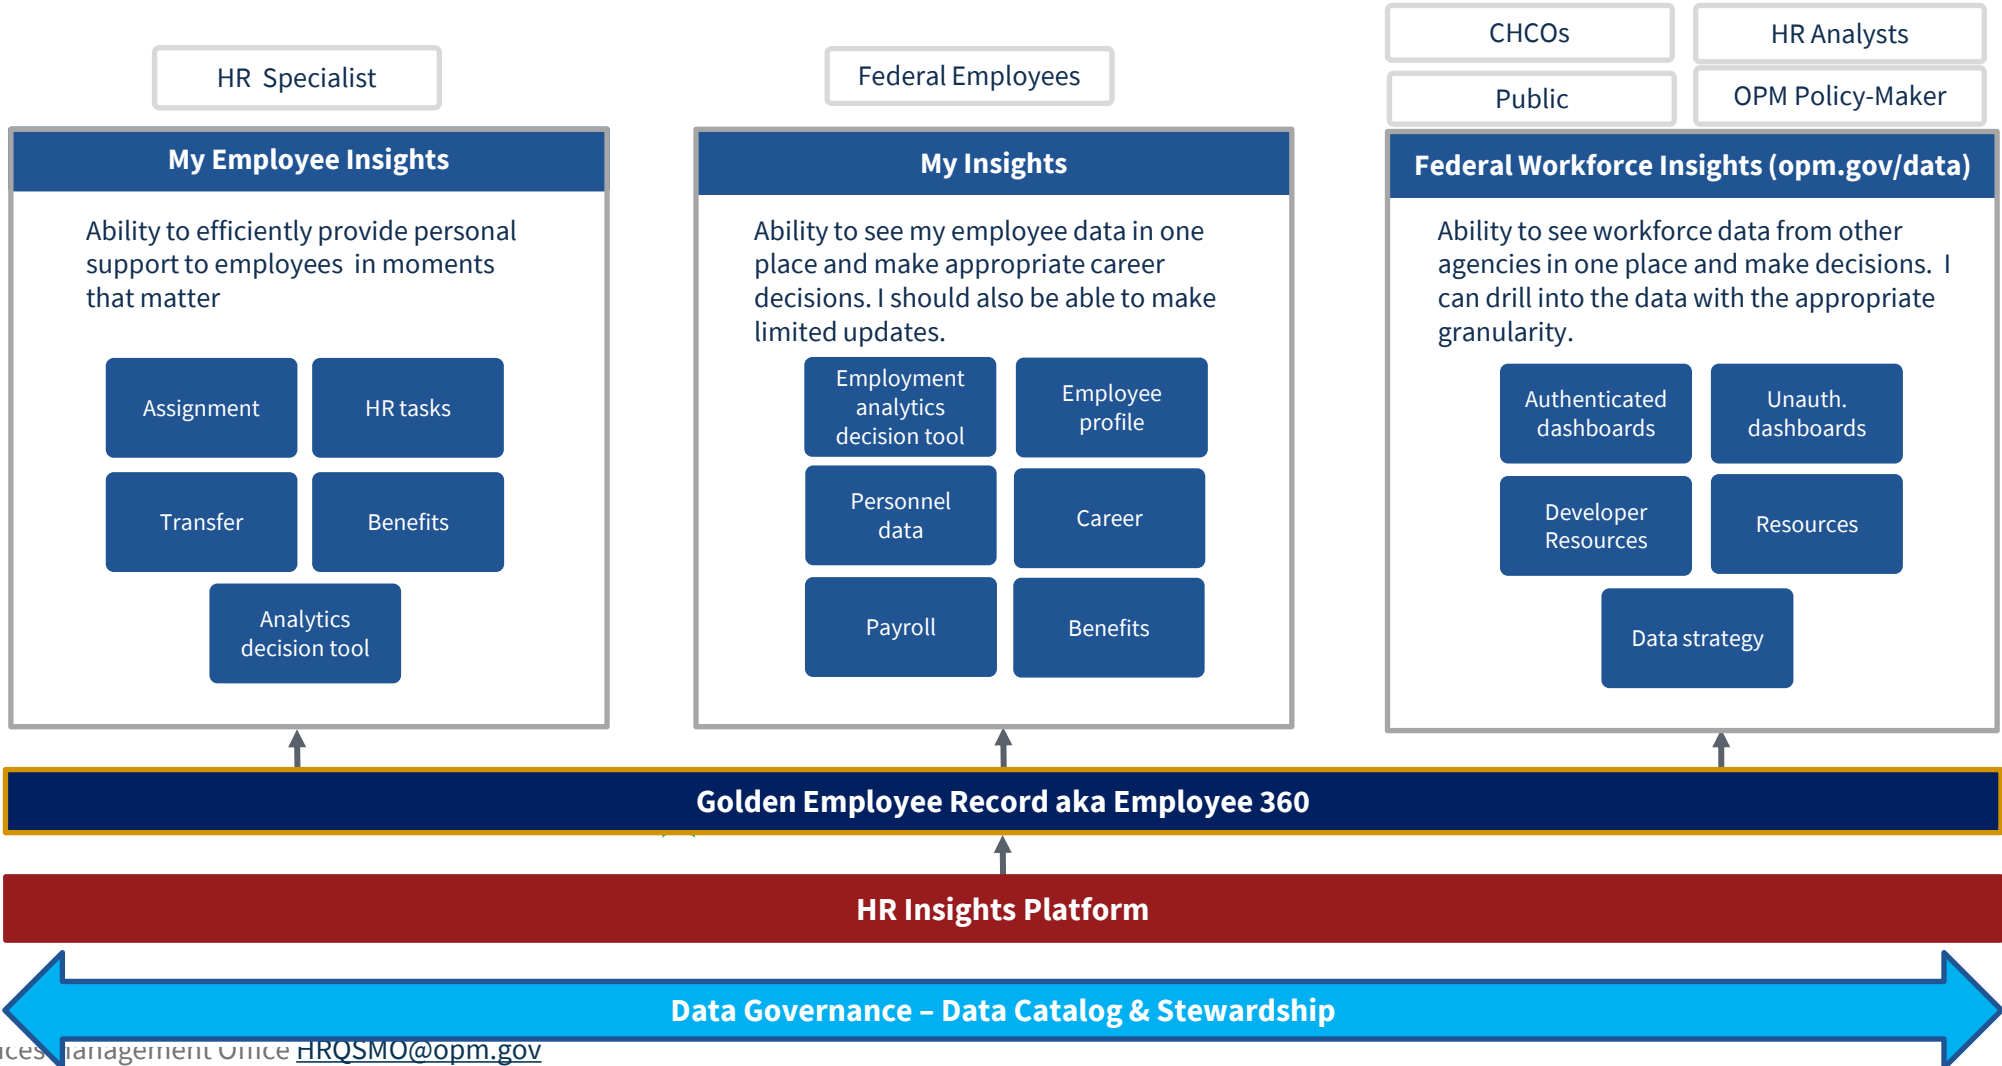 HR Specialist
Federal Employees
CHCOs
HR Analysts
Public
OPM Policy-Maker
My Employee Insights
Ability to efficiently provide personal
support to employees in moments
that matter
Assignment
HR tasks
Transfer
Benefits
Analytics
decision tool
My Insights
Ability to see my employee data in one
place and make appropriate career
decisions. I should also be able to make
limited updates.
Employment
analytics
decision tool
Employee
profile
Personnel
data
Career
Payroll
Benefits
Federal Workforce Insights (opm.gov/data)
Ability to see workforce data from other
agencies in one place and make decisions. I
can drill into the data with the appropriate
granularity.
Authenticated
dashboards
Unauth.
dashboards
Developer
Resources
Resources
Data strategy
Golden Employee Record aka Employee 360
HR Insights Platform
Data Governance – Data Catalog & Stewardship
Management Office HRQSMO@opm.gov